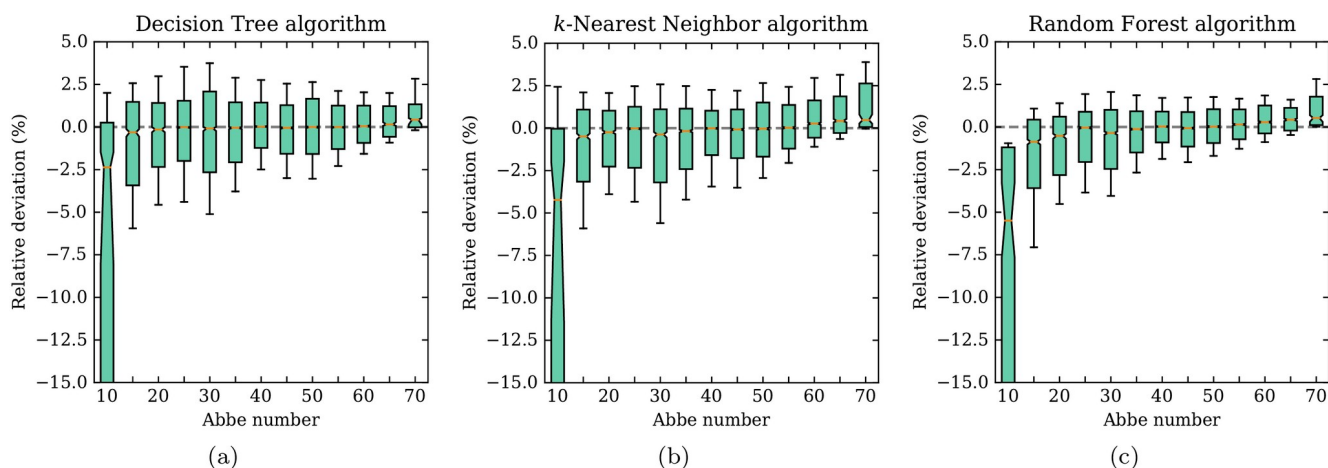 Decision Tree algorithm
5.0
2.5
0.0
−2.5
−5.0
−7.5
−10.0
−12.5
−15.0
Relative deviation (%)
10 20 30 40 50 60 70
Abbe number
(a)
k-Nearest Neighbor algorithm
5.0
2.5
0.0
−2.5
−5.0
−7.5
−10.0
−12.5
−15.0
Relative deviation (%)
10 20 30 40 50 60 70
Abbe number
(b)
Random Forest algorithm
5.0
2.5
0.0
−2.5
−5.0
−7.5
−10.0
−12.5
−15.0
Relative deviation (%)
10 20 30 40 50 60 70
Abbe number
(c)